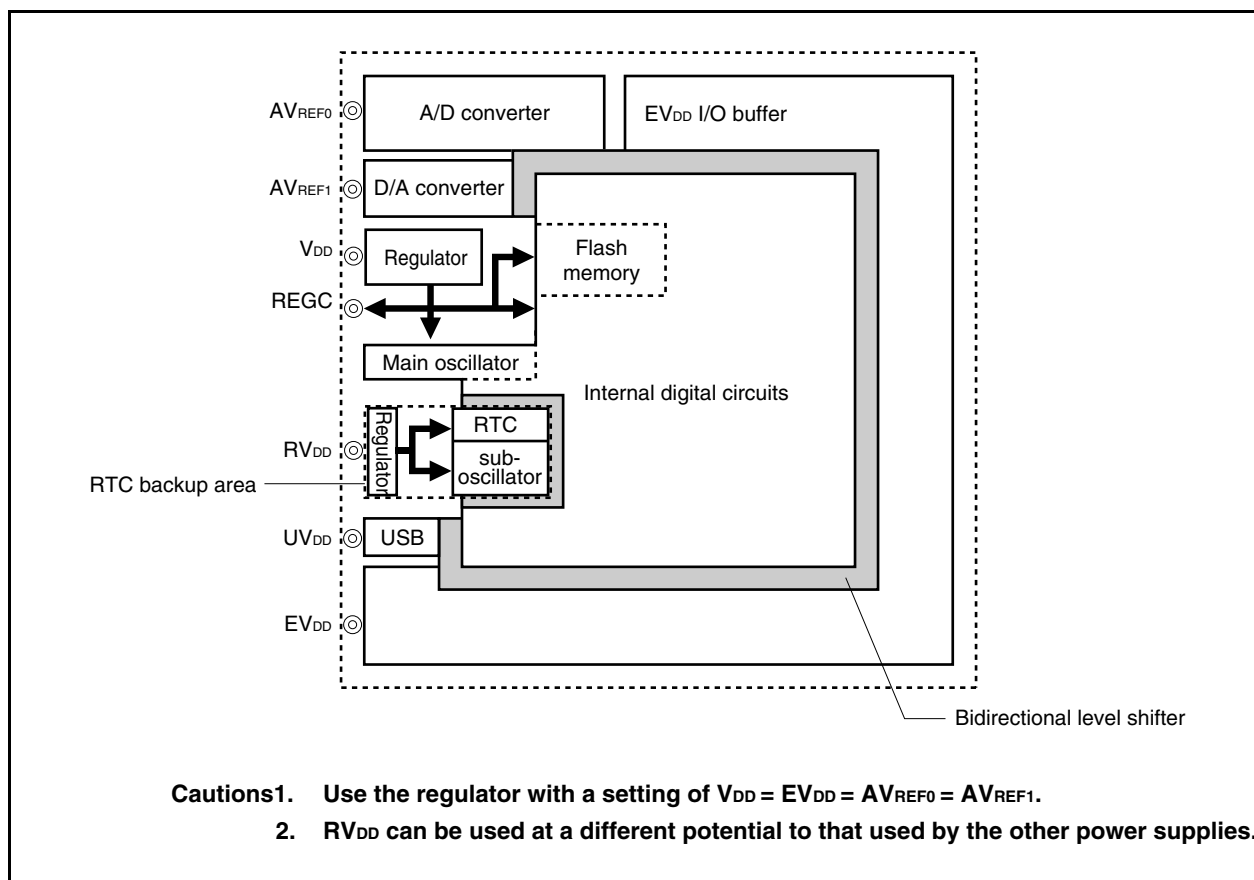 AVREF0
A/D converter
EVDD I/O buffer
AVREF1
D/A converter
VDD
Regulator
Flash
memory
REGC
Main oscillator
Internal digital circuits
RVDD
Regulator
RTC
sub-
oscillator
RTC backup area
UVDD
USB
EVDD
Bidirectional level shifter
Cautions1. Use the regulator with a setting of VDD = EVDD = AVREF0 = AVREF1.
2. RVDD can be used at a different potential to that used by the other power supplies.